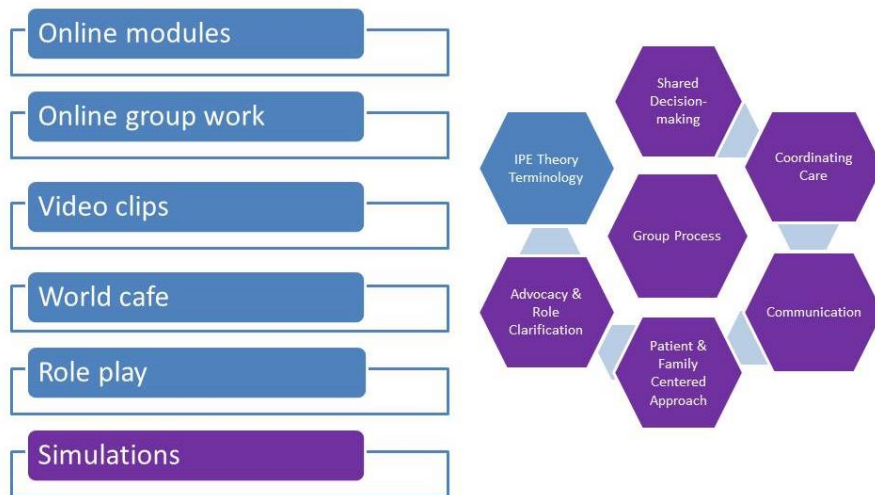 Online modules
Online group work
Video clips
World cafe
Role play
Simulations
Shared
Decision-
making
IPE Theory
Terminology
Coordinating
Care
Group Process
Advocacy &
Role
Clarification
Communication
Patient &
Family
Centered
Approach